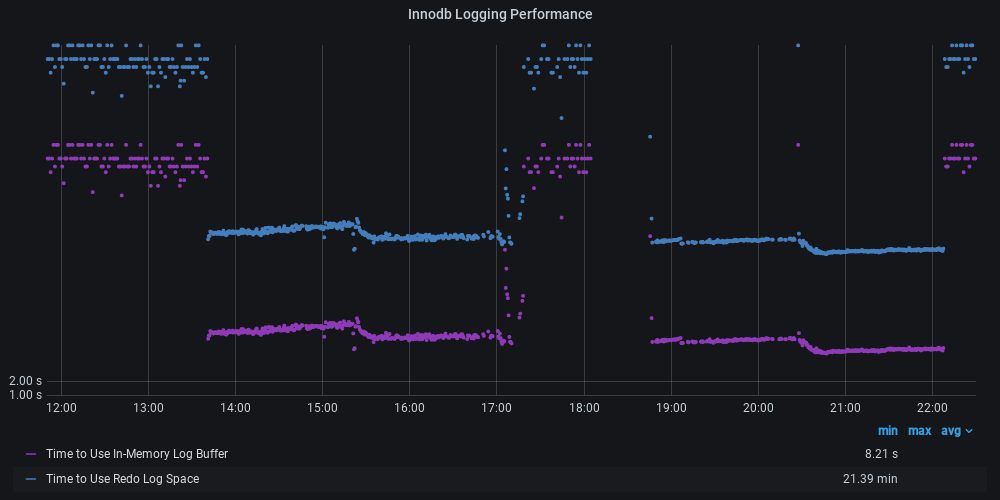 Innodb Logging Performance
2.00 s
1.00 s
12:00 13:00 14:00 15:00 16:00 17:00 18:00 19:00 20:00 21:00 22:00
min max avg
Time to Use In-Memory Log Buffer 8.21 s
Time to Use Redo Log Space 21.39 min